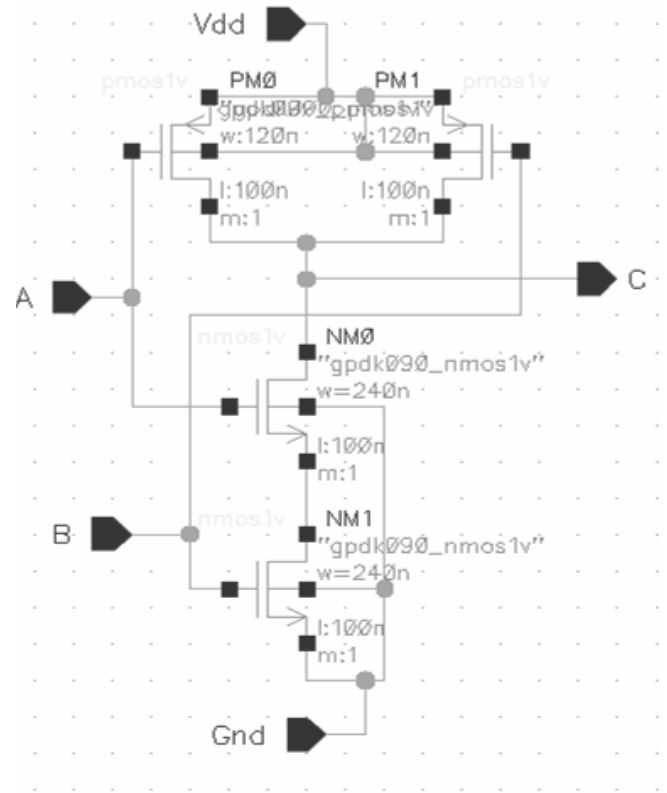 Vdd
pmos1v PM0 PM1 pmos1v
w:120n w:120n
l:100n l:100n
m:1 m:1
A
C
nmos1v NM0
"gpdk090_nmos1v"
w=240n
l:100n
m:1
B
nmos1v NM1
"gpdk090_nmos1v"
w=240n
l:100n
m:1
Gnd